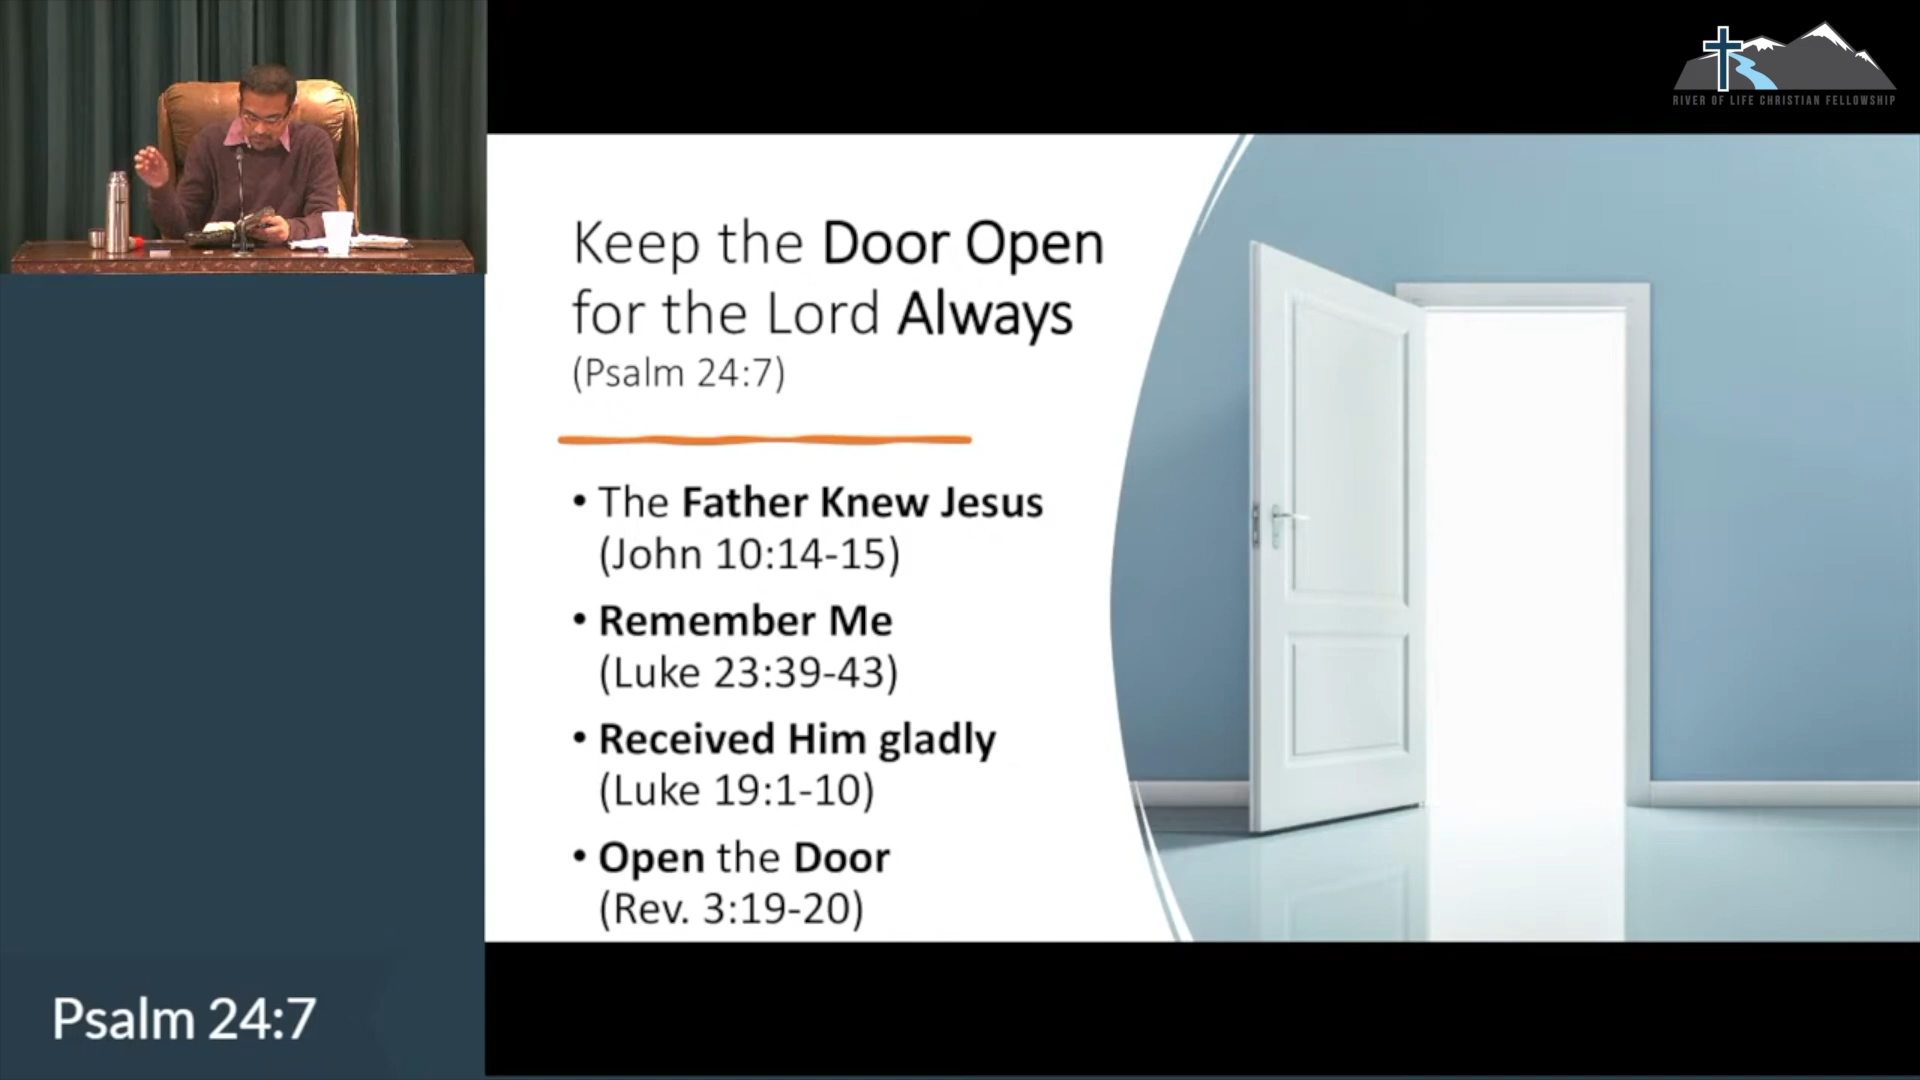 RIVER OF LIFE CHRISTIAN FELLOWSHIP
Keep the Door Open
for the Lord Always
(Psalm 24:7)
• The Father Knew Jesus
(John 10:14-15)
• Remember Me
(Luke 23:39-43)
• Received Him gladly
(Luke 19:1-10)
• Open the Door
(Rev. 3:19-20)
Psalm 24:7